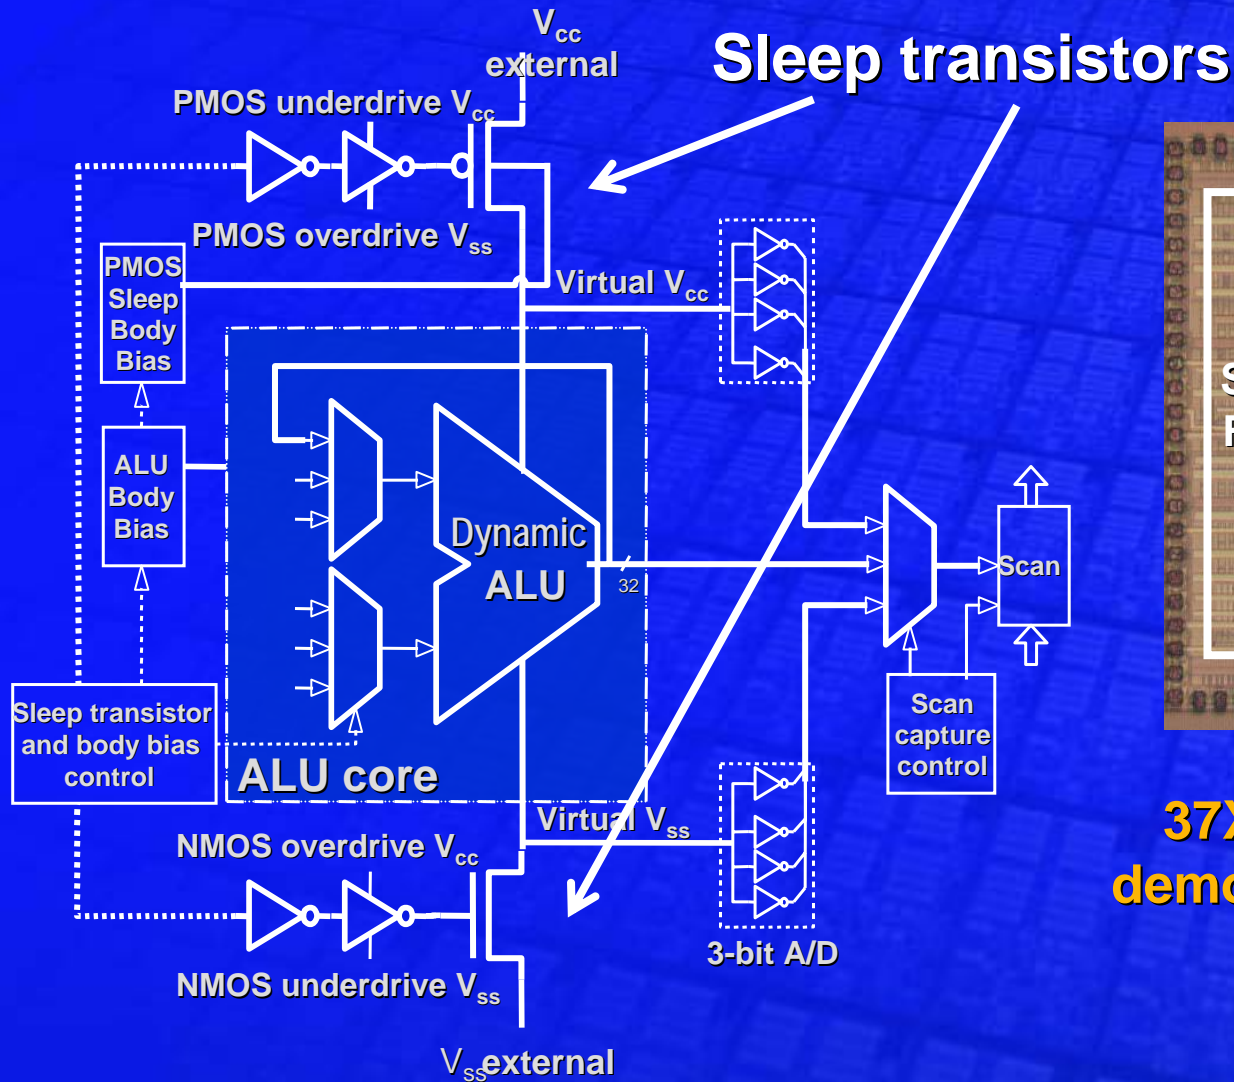 Vcc
external
Sleep transistors
PMOS underdrive Vcc
PMOS overdrive Vss
PMOS
Sleep
Body
Bias
Virtual Vcc
ALU
Body
Bias
Dynamic
ALU
32
Scan
Sleep transistor
and body bias
control
ALU core
Scan
capture
control
Virtual Vss
NMOS overdrive Vcc
NMOS underdrive Vss
3-bit A/D
Vss external
37X
demo